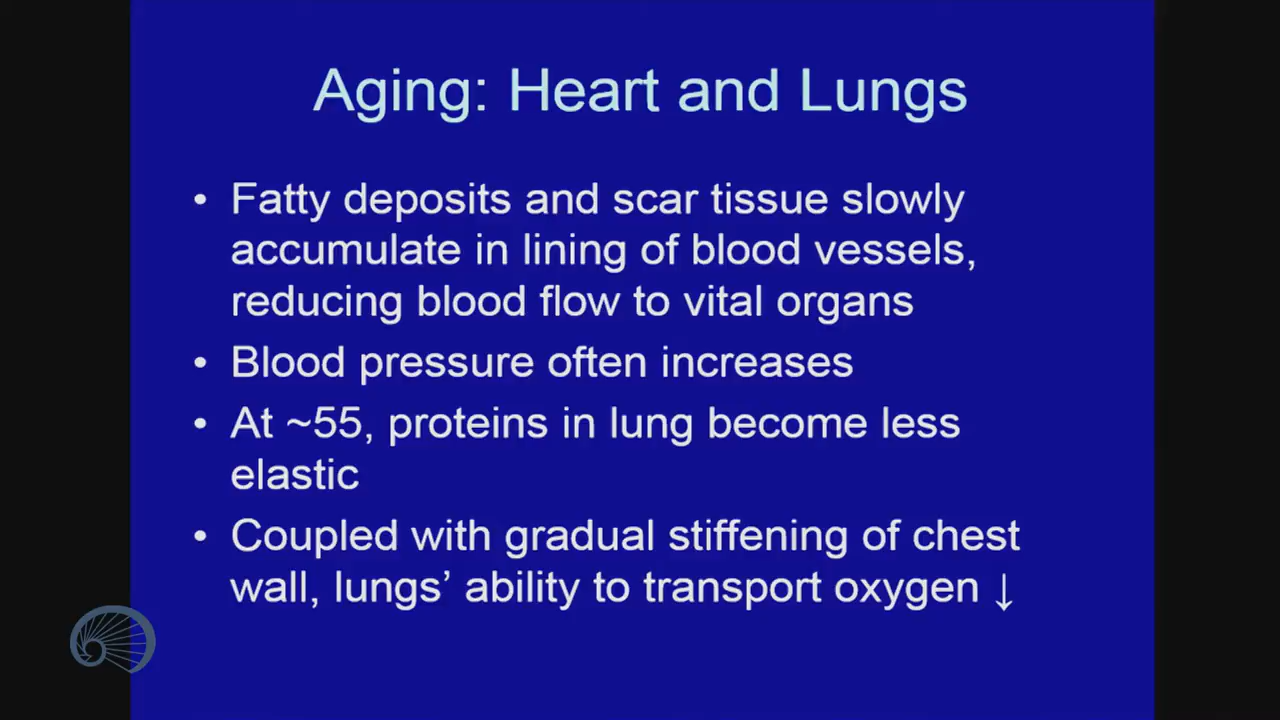 Aging: Heart and Lungs
• Fatty deposits and scar tissue slowly
accumulate in lining of blood vessels,
reducing blood flow to vital organs
• Blood pressure often increases
• At ~55, proteins in lung become less
elastic
• Coupled with gradual stiffening of chest
wall, lungs’ ability to transport oxygen ↓